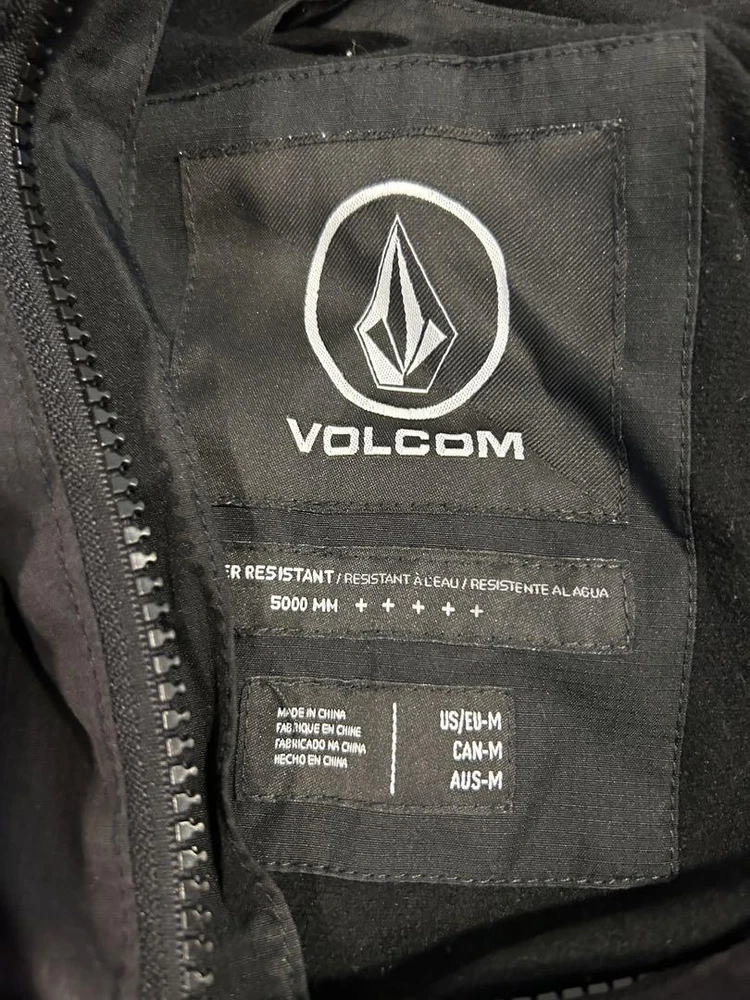 VOLCOM
ER RESISTANT / RESISTANT À L'EAU / RESISTENTE AL AGUA
5000 MM + + + + +
MADE IN CHINA
FABRIQUE EN CHINE
FABRICADO NA CHINA
HECHO EN CHINA
US/EU-M
CAN-M
AUS-M